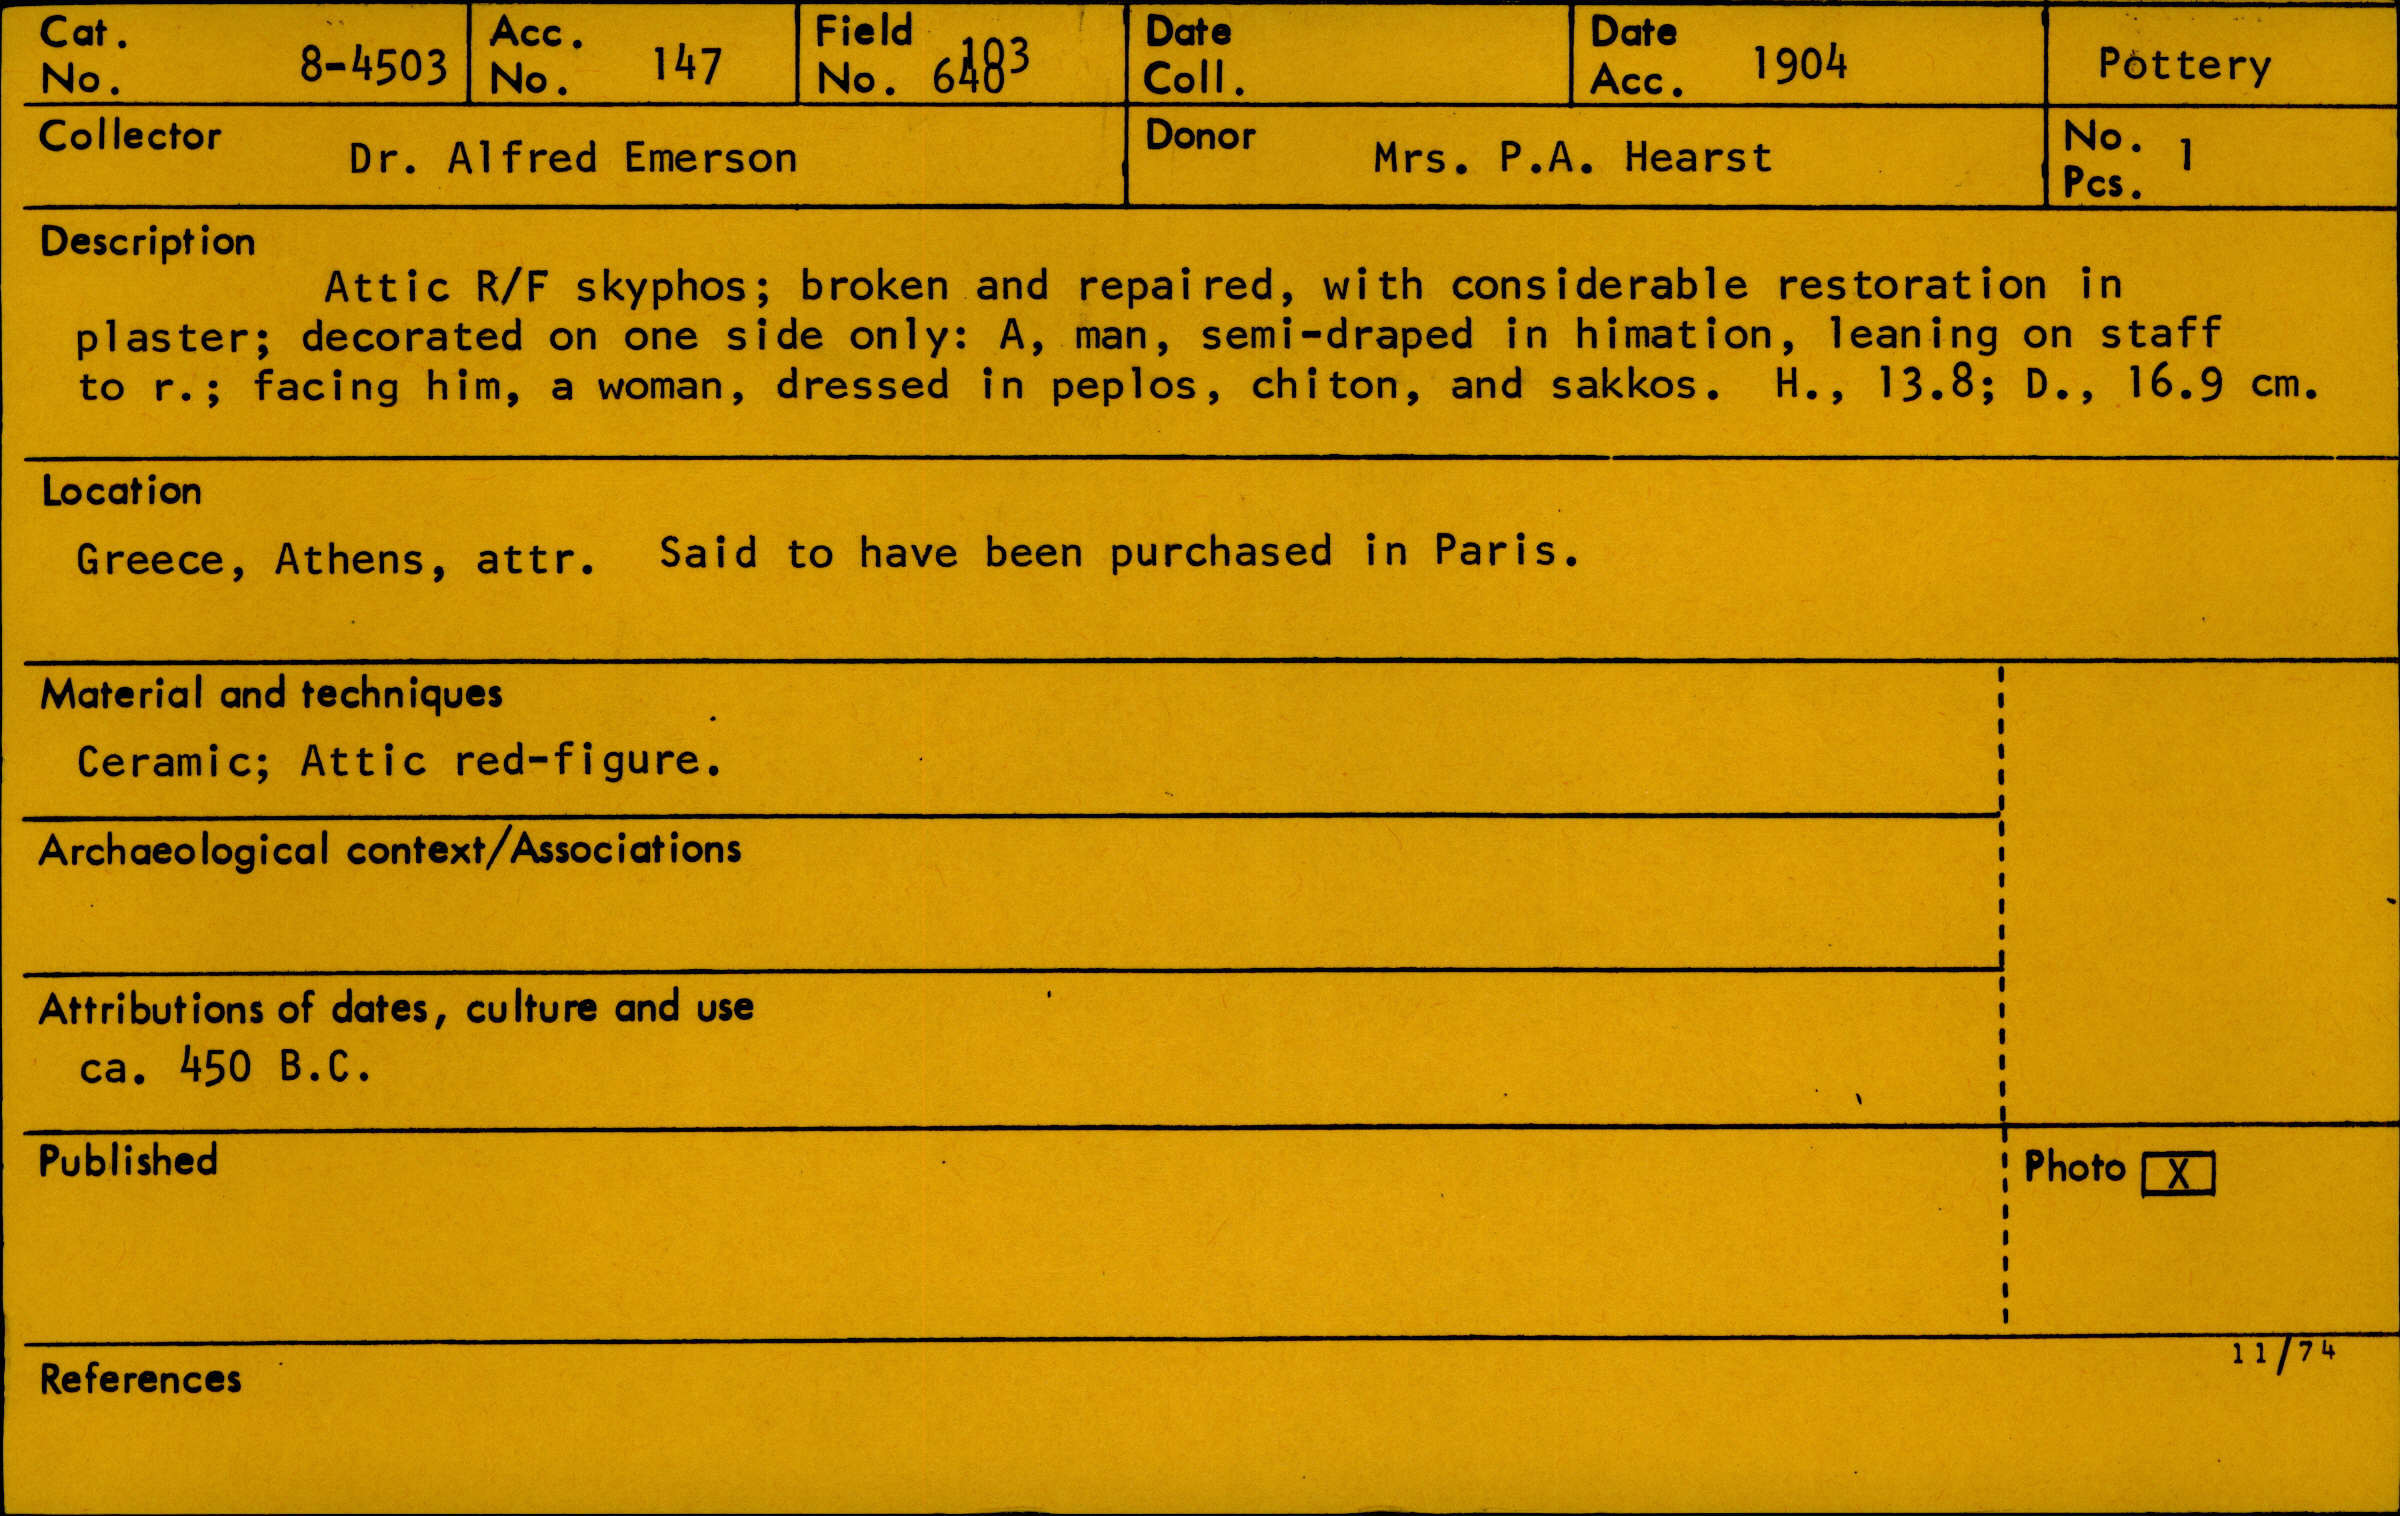 Cat. No. 8-4503
Acc. No. 147
Field No. 103 648
Date Coll.
Date Acc. 1904
Pottery
Collector Dr. Alfred Emerson
Donor Mrs. P.A. Hearst
No. Pcs. 1
Description
Attic R/F skyphos; broken and repaired, with considerable restoration in
plaster; decorated on one side only: A, man, semi-draped in himation, leaning on staff
to r.; facing him, a woman, dressed in peplos, chiton, and sakkos. H., 13.8; D., 16.9 cm.
Location
Greece, Athens, attr. Said to have been purchased in Paris.
Material and techniques
Ceramic; Attic red-figure.
Archaeological context/Associations
Attributions of dates, culture and use
ca. 450 B.C.
Published
Photo X
11/74
References